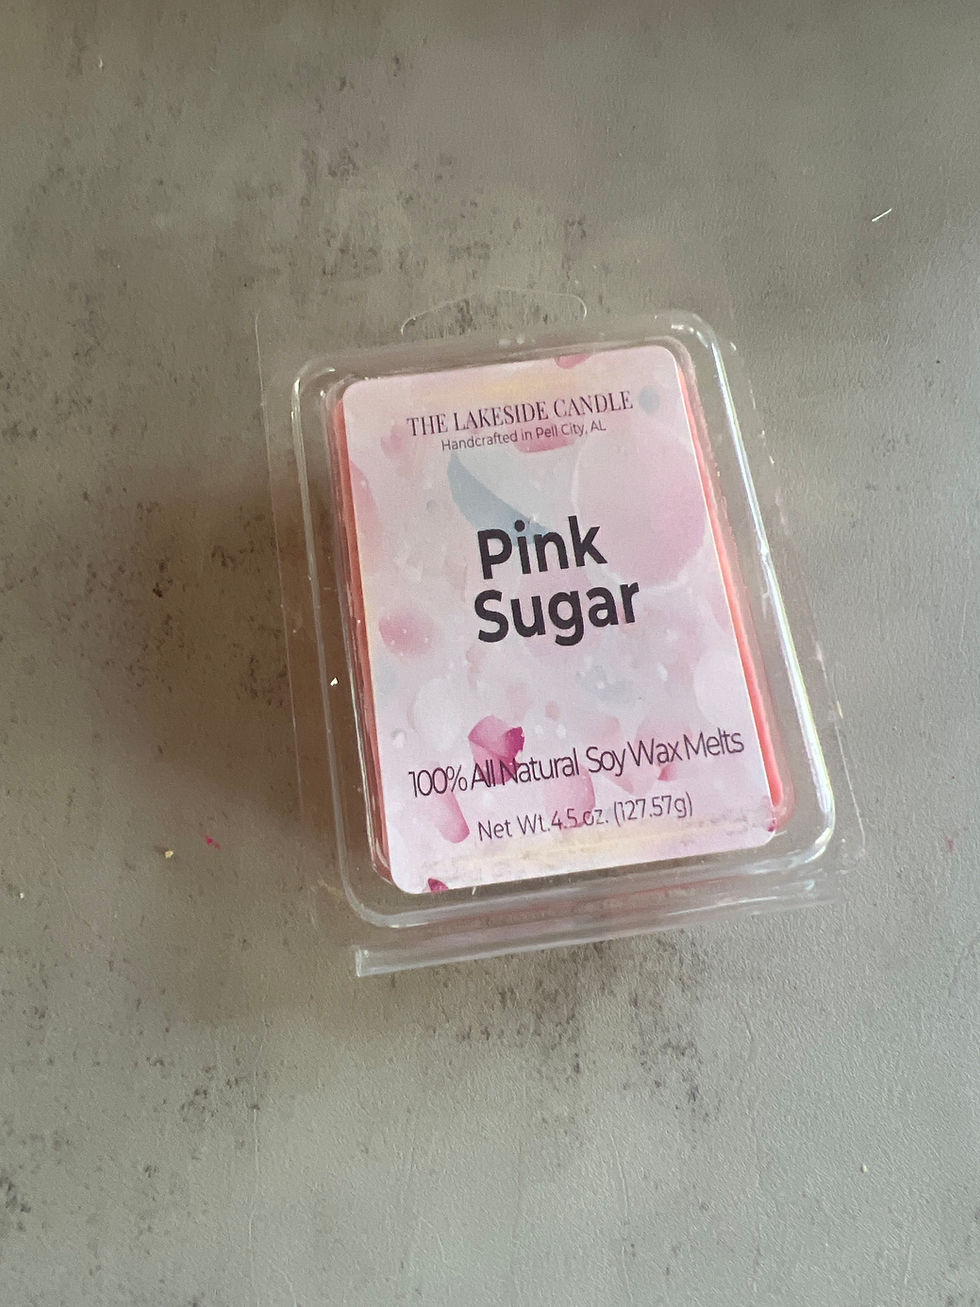 THE LAKESIDE CANDLE
Handcrafted in Pell City, AL
Pink
Sugar
100% All Natural Soy Wax Melts
Net Wt.4.5 oz. (127.57g)